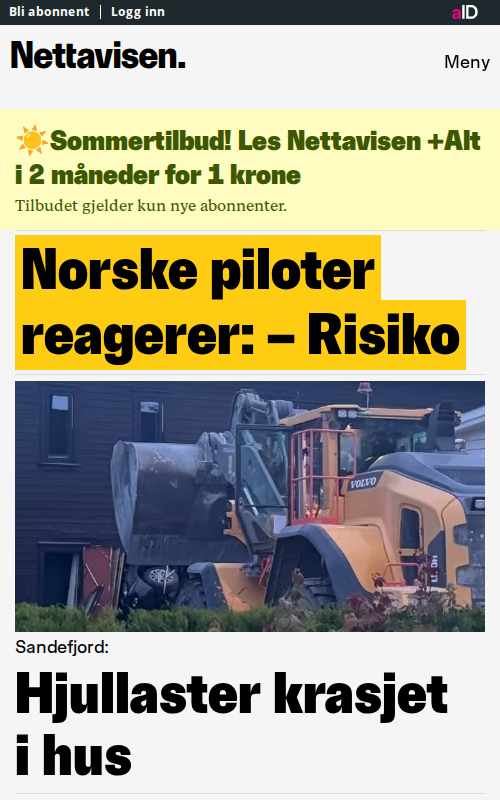 Bli abonnent | Logg inn
aID
Nettavisen.
Meny
☀️Sommertilbud! Les Nettavisen +Alt
i 2 måneder for 1 krone
Tilbudet gjelder kun nye abonnenter.
Norske piloter
reagerer: – Risiko
VOLVO
Sandefjord:
Hjullaster krasjet
i hus